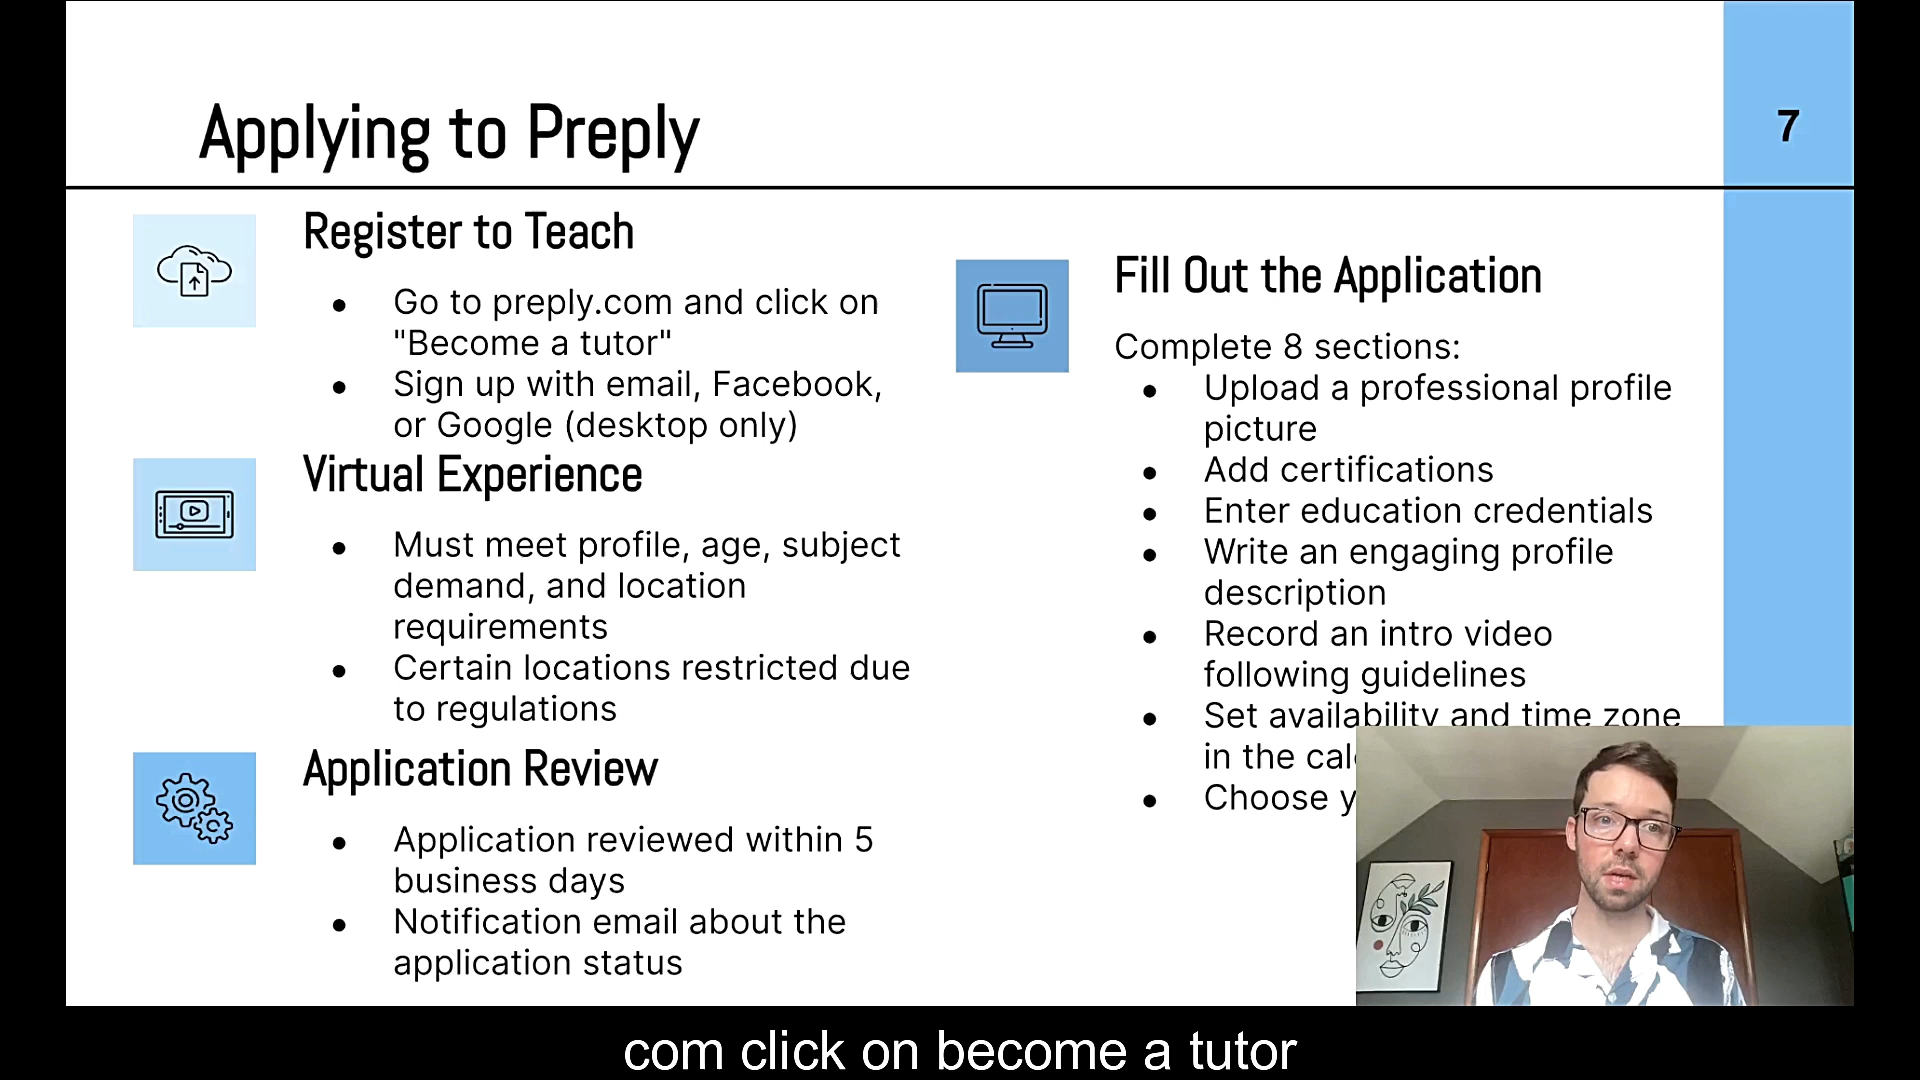 Applying to Preply
7
Register to Teach
Go to preply.com and click on
"Become a tutor"
Sign up with email, Facebook,
or Google (desktop only)
Virtual Experience
Must meet profile, age, subject
demand, and location
requirements
Certain locations restricted due
to regulations
Application Review
Application reviewed within 5
business days
Notification email about the
application status
Fill Out the Application
Complete 8 sections:
Upload a professional profile
picture
Add certifications
Enter education credentials
Write an engaging profile
description
Record an intro video
following guidelines
Set availability and time zone
in the
Choose
com click on become a tutor